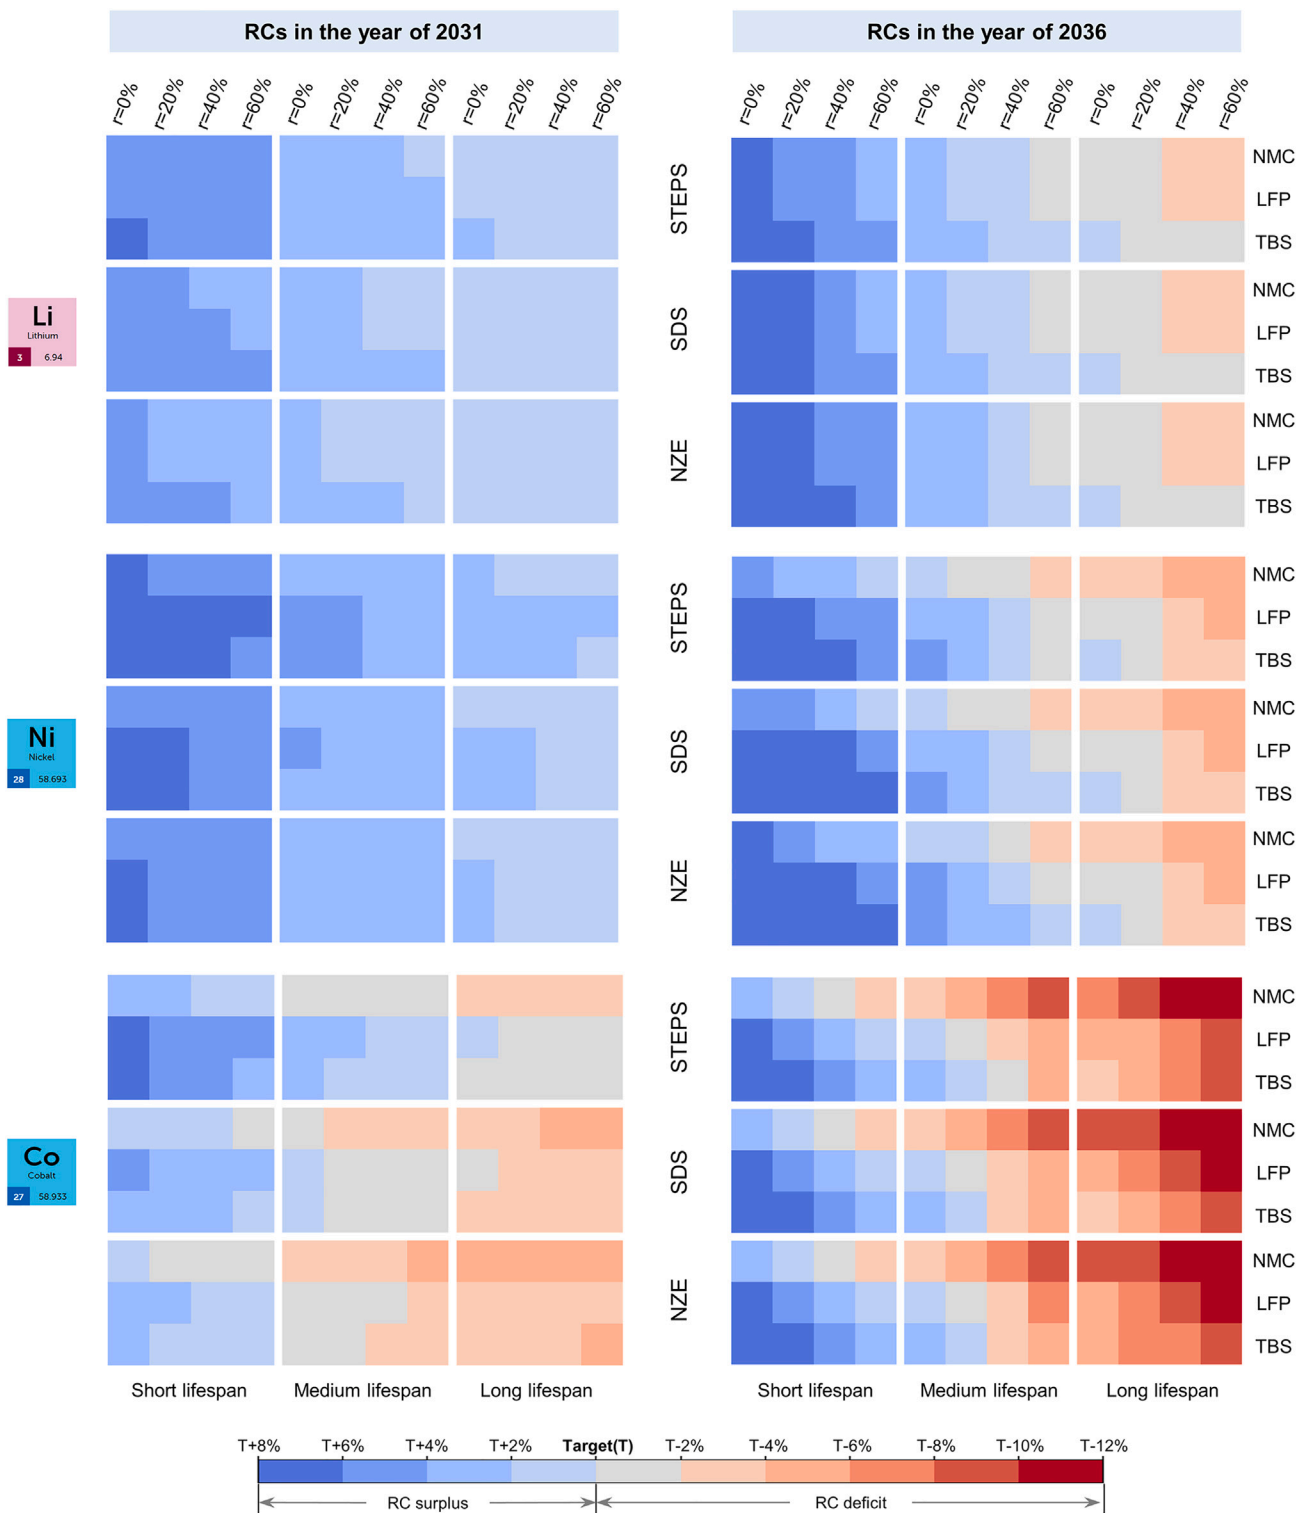 RCs in the year of 2031
RCs in the year of 2036
r=0% r=20% r=40% r=60% r=0% r=20% r=40% r=60% r=0% r=20% r=40% r=60%
r=0% r=20% r=40% r=60% r=0% r=20% r=40% r=60% r=0% r=20% r=40% r=60%
Li
Lithium
3 6.94
STEPS
NMC
LFP
TBS
SDS
NMC
LFP
TBS
NZE
NMC
LFP
TBS
Ni
Nickel
28 58.693
STEPS
NMC
LFP
TBS
SDS
NMC
LFP
TBS
NZE
NMC
LFP
TBS
Co
Cobalt
27 58.933
STEPS
NMC
LFP
TBS
SDS
NMC
LFP
TBS
NZE
NMC
LFP
TBS
Short lifespan Medium lifespan Long lifespan
Short lifespan Medium lifespan Long lifespan
T+8% T+6% T+4% T+2% Target(T) T-2% T-4% T-6% T-8% T-10% T-12%
RC surplus RC deficit